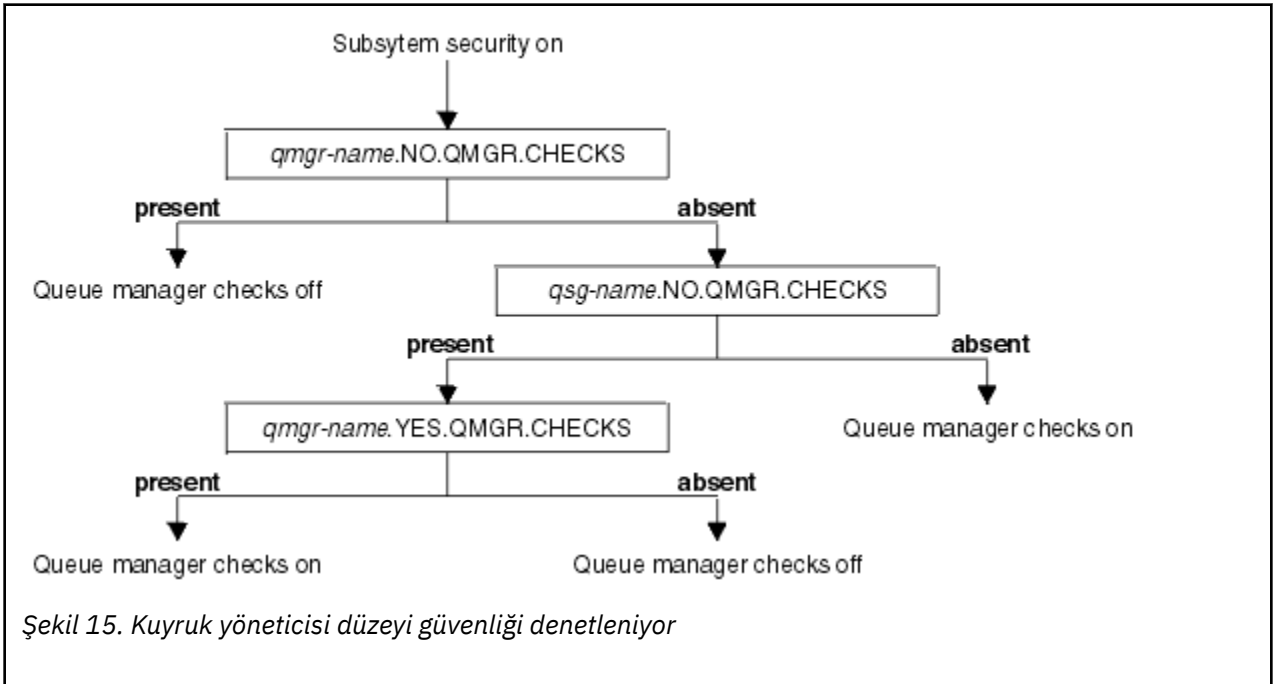 Subsytem security on
qmgr-name.NO.QMGR.CHECKS
present absent
Queue manager checks off
qsg-name.NO.QMGR.CHECKS
present absent
qmgr-name.YES.QMGR.CHECKS
Queue manager checks on
present absent
Queue manager checks on
Queue manager checks off
Şekil 15. Kuyruk yöneticisi düzeyi güvenliği denetleniyor